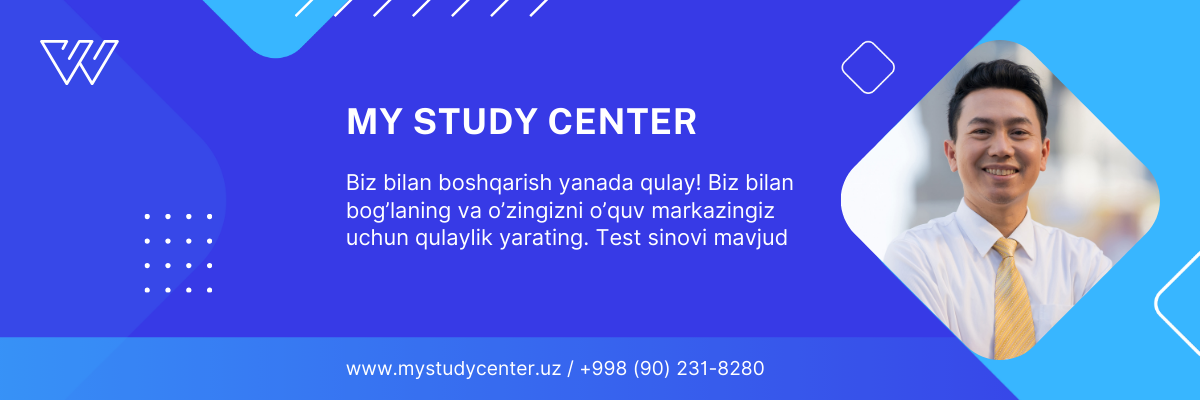 MY STUDY CENTER
Biz bilan boshqarish yanada qulay! Biz bilan
bog’laning va o’zingizni o’quv markazingiz
uchun qulaylik yarating. Test sinovi mavjud
www.mystudycenter.uz / +998 (90) 231-8280